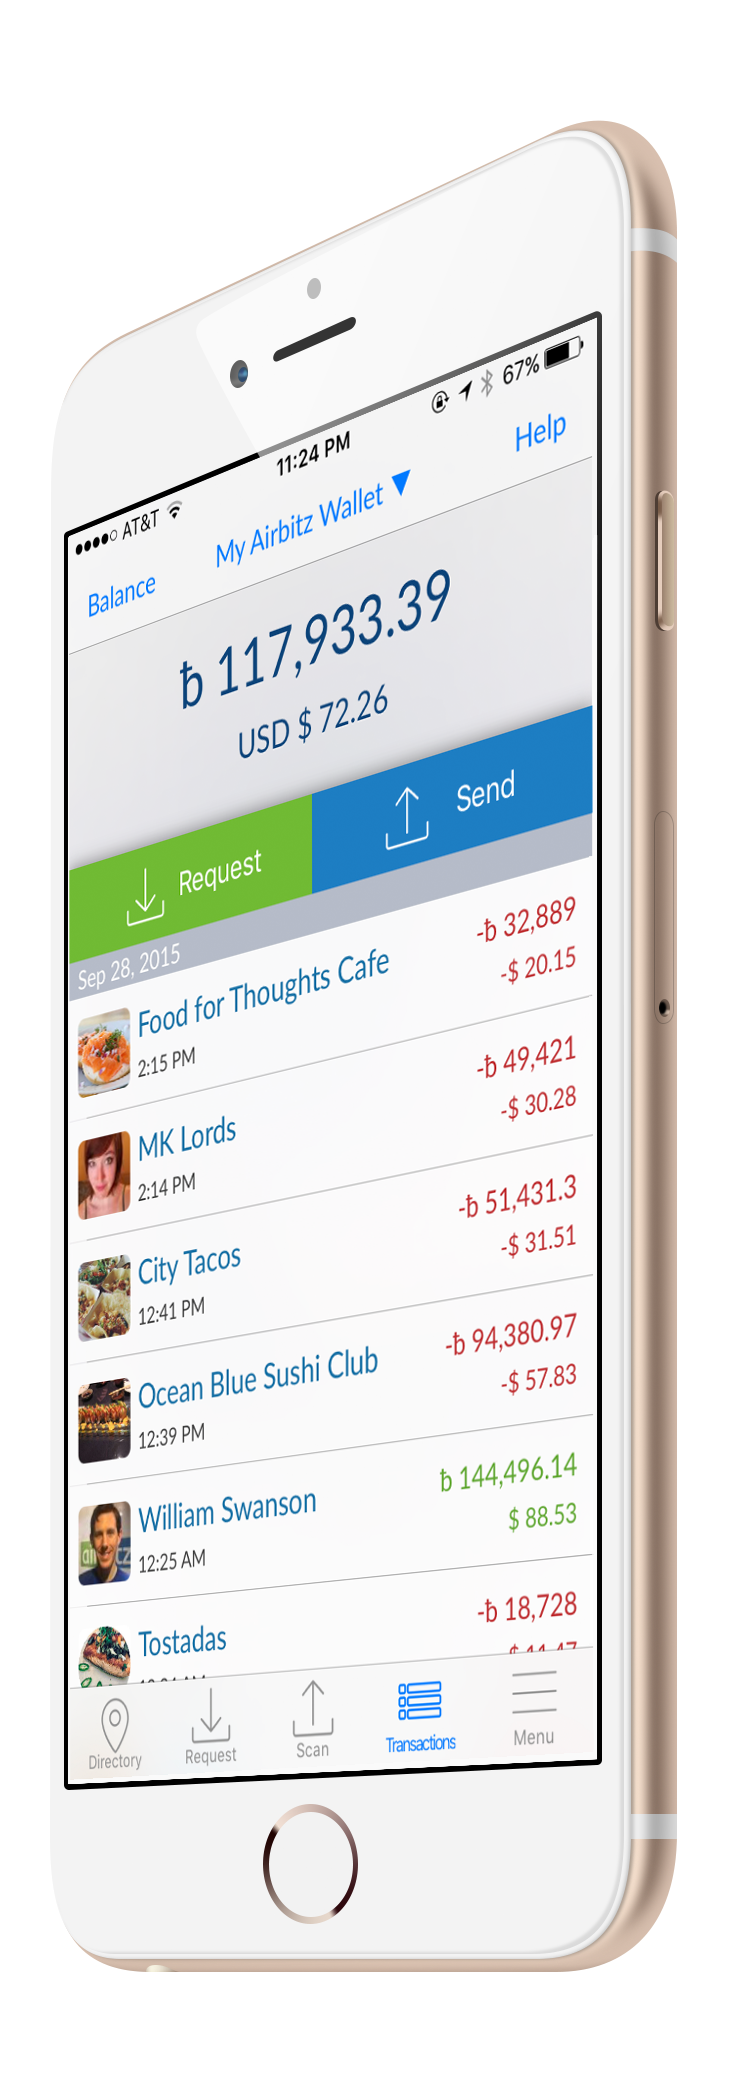 ●●●●○ AT&T 11:24 PM 67%
Balance My Airbitz Wallet ▼ Help
ƀ 117,933.39
USD $ 72.26
Request Send
Sep 28, 2015
Food for Thoughts Cafe -ƀ 32,889
2:15 PM -$ 20.15
MK Lords -ƀ 49,421
2:14 PM -$ 30.28
City Tacos -ƀ 51,431.3
12:41 PM -$ 31.51
Ocean Blue Sushi Club -ƀ 94,380.97
12:39 PM -$ 57.83
William Swanson ƀ 144,496.14
12:25 AM $ 88.53
Tostadas -ƀ 18,728
Directory Request Scan Transactions Menu